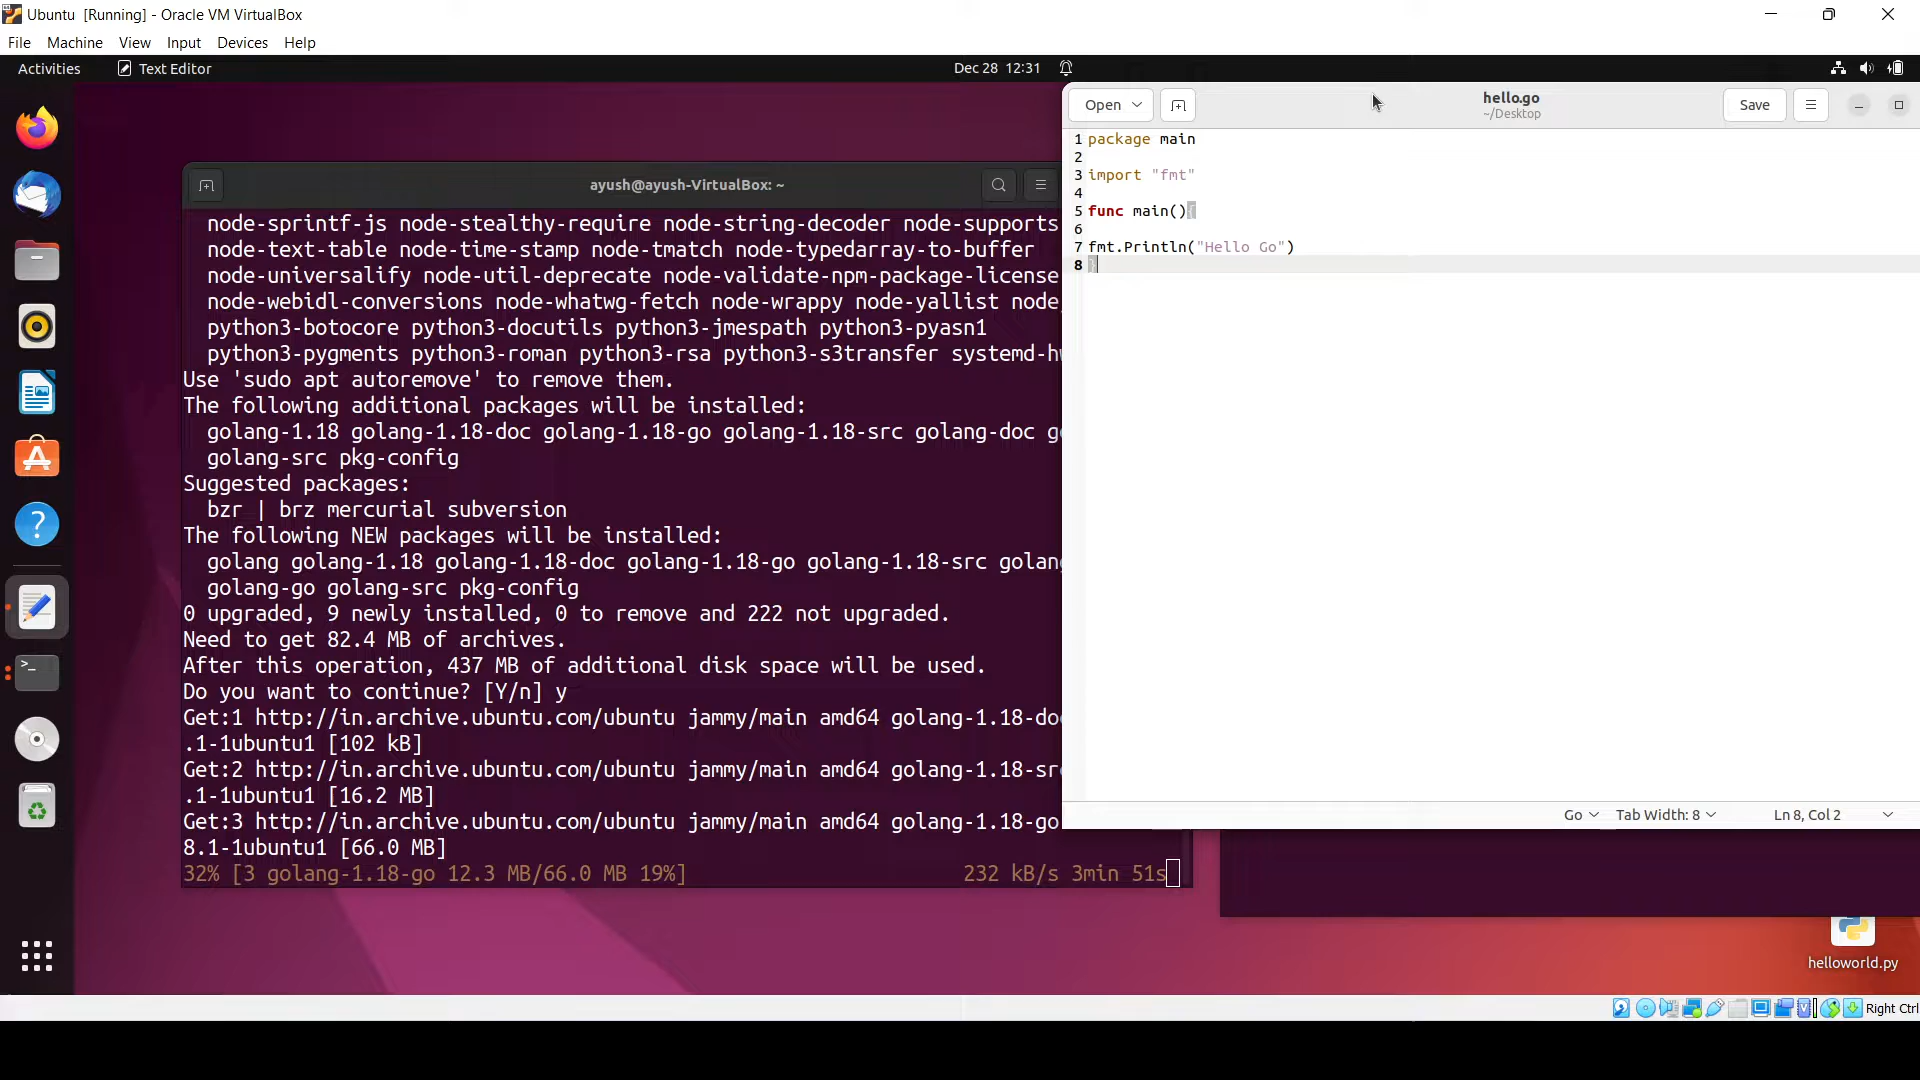 Ubuntu [Running] - Oracle VM VirtualBox
File Machine View Input Devices Help
Activities Text Editor Dec 28 12:31
ayush@ayush-VirtualBox: ~
node-sprintf-js node-stealthy-require node-string-decoder node-supports
node-text-table node-time-stamp node-tmatch node-typedarray-to-buffer
node-universalify node-util-deprecate node-validate-npm-package-license
node-webidl-conversions node-whatwg-fetch node-wrappy node-yallist node
python3-botocore python3-docutils python3-jmespath python3-pyasn1
python3-pygments python3-roman python3-rsa python3-s3transfer
Use 'sudo apt autoremove' to remove them.
The following additional packages will be installed:
golang-1.18 golang-1.18-doc golang-1.18-go golang-1.18-src golang-doc
golang-src pkg-config
Suggested packages:
bzr | brz mercurial subversion
The following NEW packages will be installed:
golang golang-1.18 golang-1.18-doc golang-1.18-go golang-1.18-src
golang-go golang-src pkg-config
0 upgraded, 9 newly installed, 0 to remove and 222 not upgraded.
Need to get 82.4 MB of archives.
After this operation, 437 MB of additional disk space will be used.
Do you want to continue? [Y/n] y
Get:1 http://in.archive.ubuntu.com/ubuntu jammy/main amd64 golang-1.18-doc
.1-1ubuntu1 [102 kB]
Get:2 http://in.archive.ubuntu.com/ubuntu jammy/main amd64 golang-1.18-src
.1-1ubuntu1 [16.2 MB]
Get:3 http://in.archive.ubuntu.com/ubuntu jammy/main amd64 golang-1.18-go
8.1-1ubuntu1 [66.0 MB]
32% [3 golang-1.18-go 12.3 MB/66.0 MB 19%] 232 kB/s 3min 51s
Open hello.go Save
~/Desktop
1 package main
2
3 import "fmt"
4
5 func main(){
6
7 fmt.Println("Hello Go")
8 }
Go Tab Width: 8 Ln 8, Col 2
helloworld.py
Right Ctrl